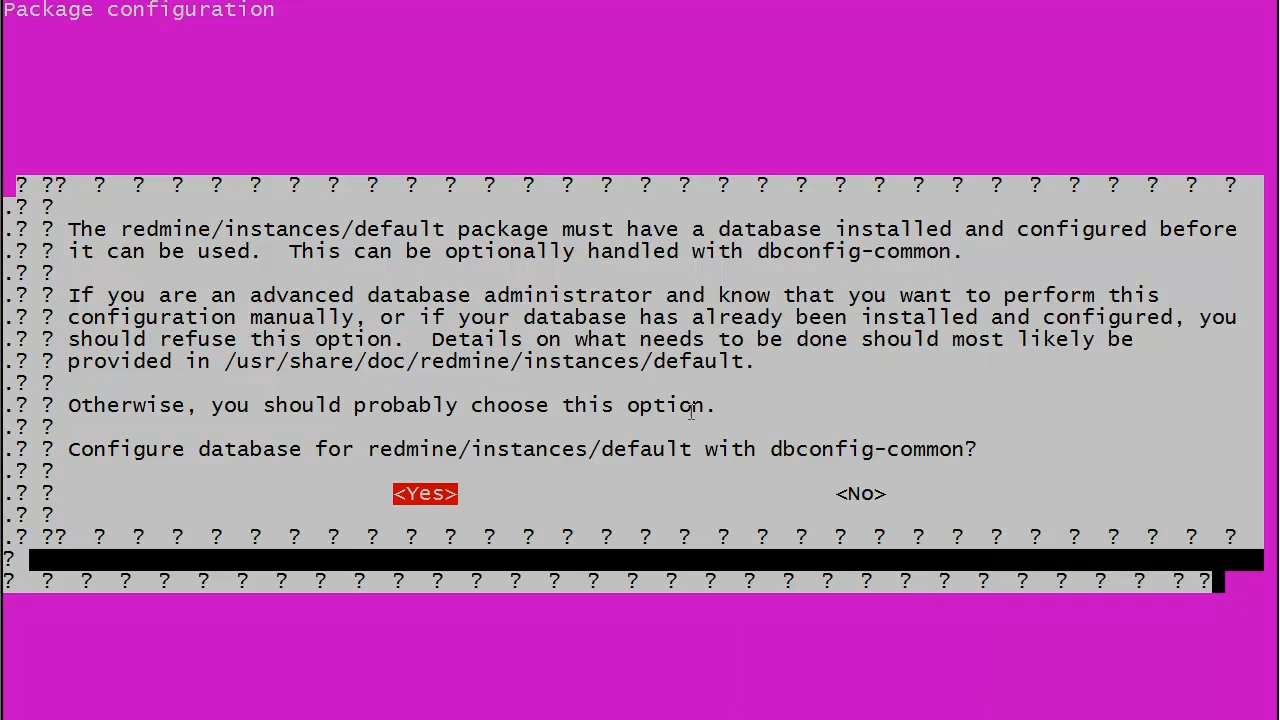 Package configuration
? ?? ? ? ? ? ? ? ? ? ? ? ? ? ? ? ? ? ? ? ? ? ? ? ? ? ? ? ? ? ? ?
.? ?
.? ? The redmine/instances/default package must have a database installed and configured before
.? ? it can be used. This can be optionally handled with dbconfig-common.
.? ?
.? ? If you are an advanced database administrator and know that you want to perform this
.? ? configuration manually, or if your database has already been installed and configured, you
.? ? should refuse this option. Details on what needs to be done should most likely be
.? ? provided in /usr/share/doc/redmine/instances/default.
.? ?
.? ? Otherwise, you should probably choose this option.
.? ?
.? ? Configure database for redmine/instances/default with dbconfig-common?
.? ?
.? ? <Yes> <No>
.? ?
.? ?? ? ? ? ? ? ? ? ? ? ? ? ? ? ? ? ? ? ? ? ? ? ? ? ? ? ? ? ? ? ? ?
?
? ? ? ? ? ? ? ? ? ? ? ? ? ? ? ? ? ? ? ? ? ? ? ? ? ? ? ? ? ? ? ?